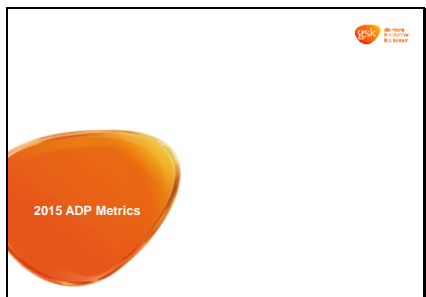 gsk
do more
feel better
live longer
2015 ADP Metrics